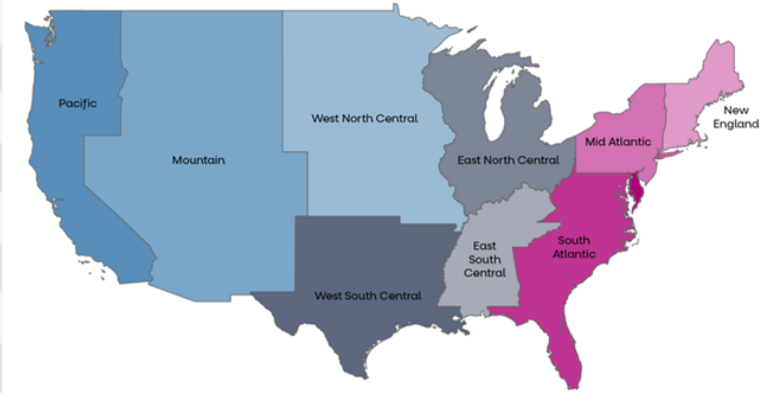 Pacific
Mountain
West North Central
East North Central
Mid Atlantic
New
England
West South Central
East
South
Central
South
Atlantic